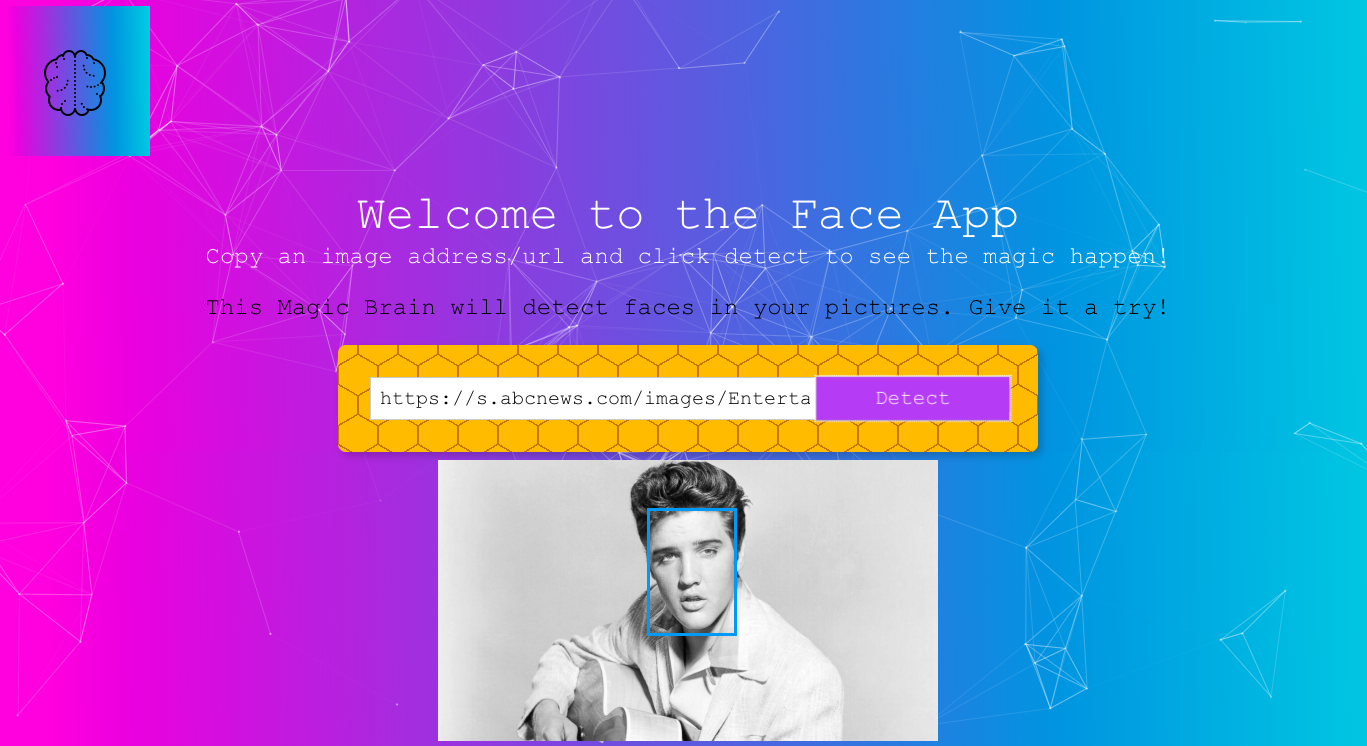 Welcome to the Face App
Copy an image address/url and click detect to see the magic happen!
This Magic Brain will detect faces in your pictures. Give it a try!
https://s.abcnews.com/images/Enterta
Detect